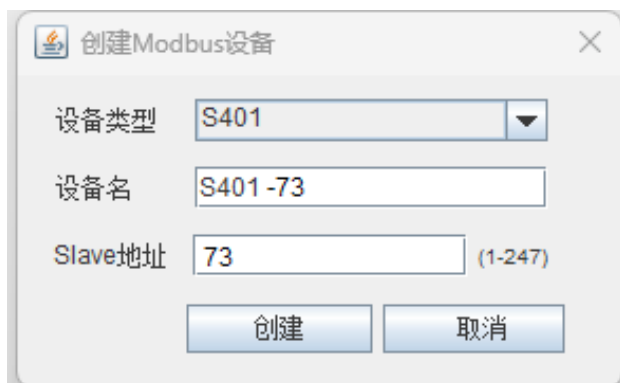 创建Modbus设备
设备类型 S401
设备名 S401-73
Slave地址 73 (1-247)
创建 取消